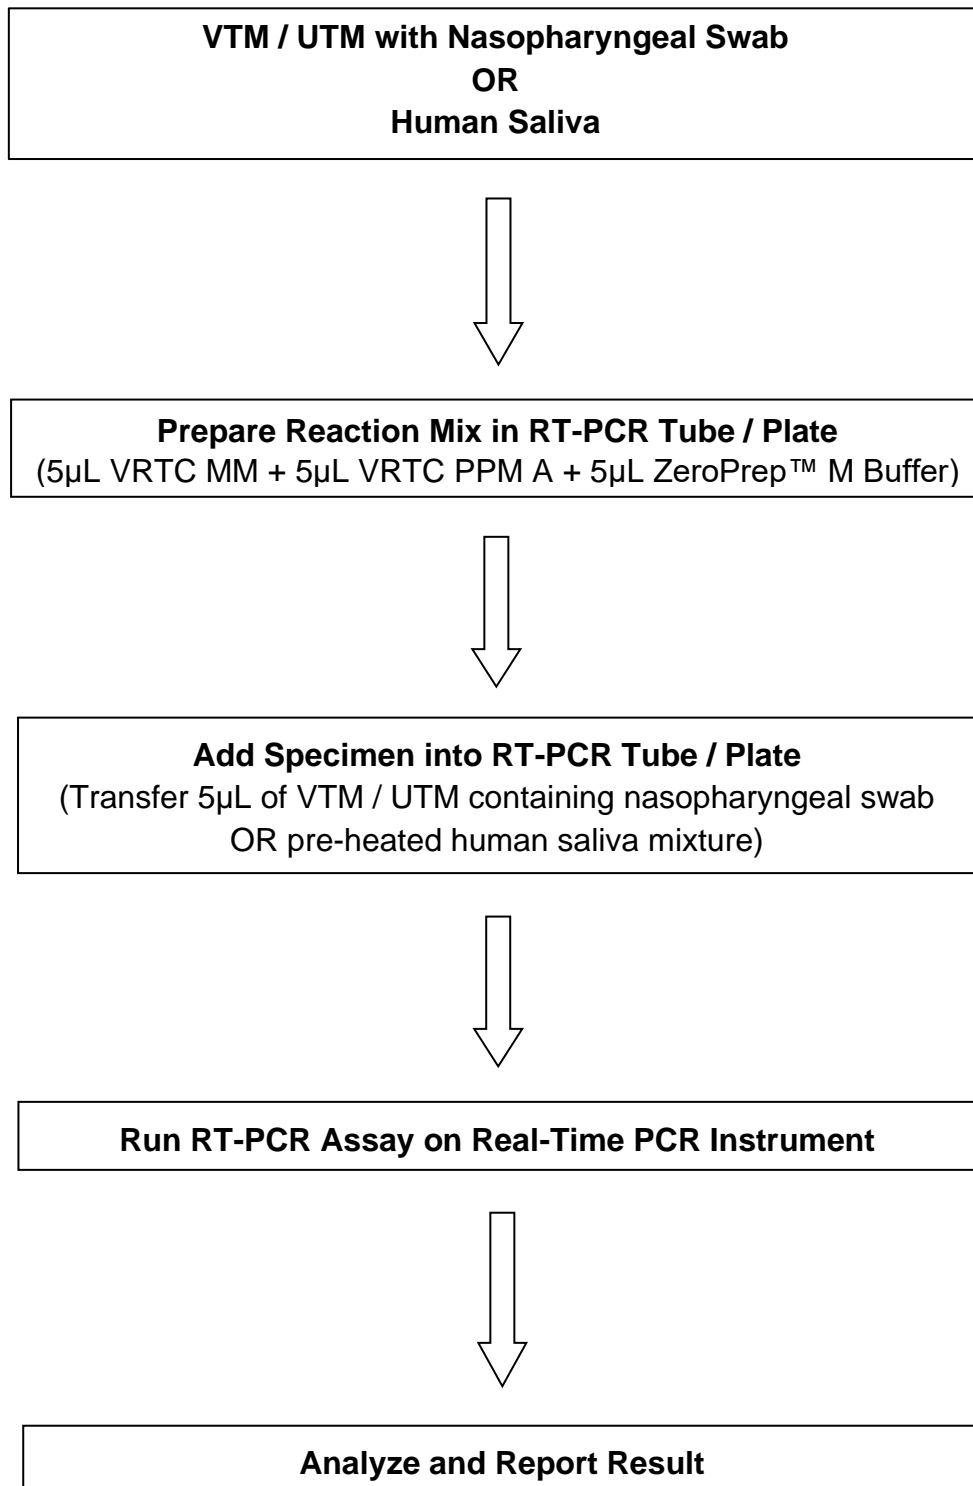 VTM / UTM with Nasopharyngeal Swab
OR
Human Saliva
Prepare Reaction Mix in RT-PCR Tube / Plate
(5µL VRTC MM + 5µL VRTC PPM A + 5µL ZeroPrep™ M Buffer)
Add Specimen into RT-PCR Tube / Plate
(Transfer 5µL of VTM / UTM containing nasopharyngeal swab
OR pre-heated human saliva mixture)
Run RT-PCR Assay on Real-Time PCR Instrument
Analyze and Report Result